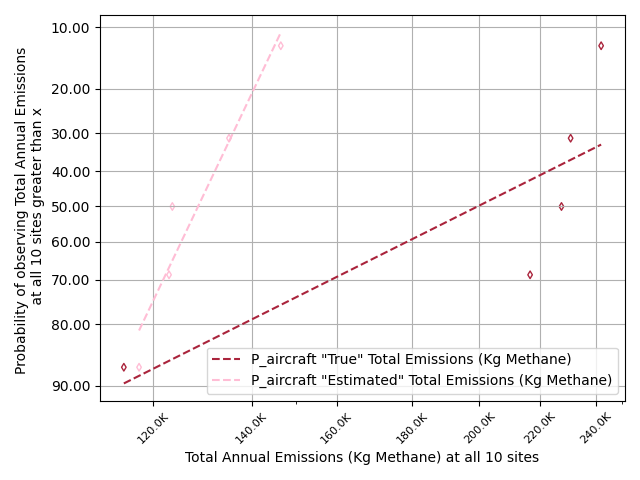 10.00
20.00
30.00
40.00
50.00
60.00
70.00
80.00
90.00
Probability of observing Total Annual Emissions
at all 10 sites greater than x
P_aircraft "True" Total Emissions (Kg Methane)
P_aircraft "Estimated" Total Emissions (Kg Methane)
120.0K 140.0K 160.0K 180.0K 200.0K 220.0K 240.0K
Total Annual Emissions (Kg Methane) at all 10 sites